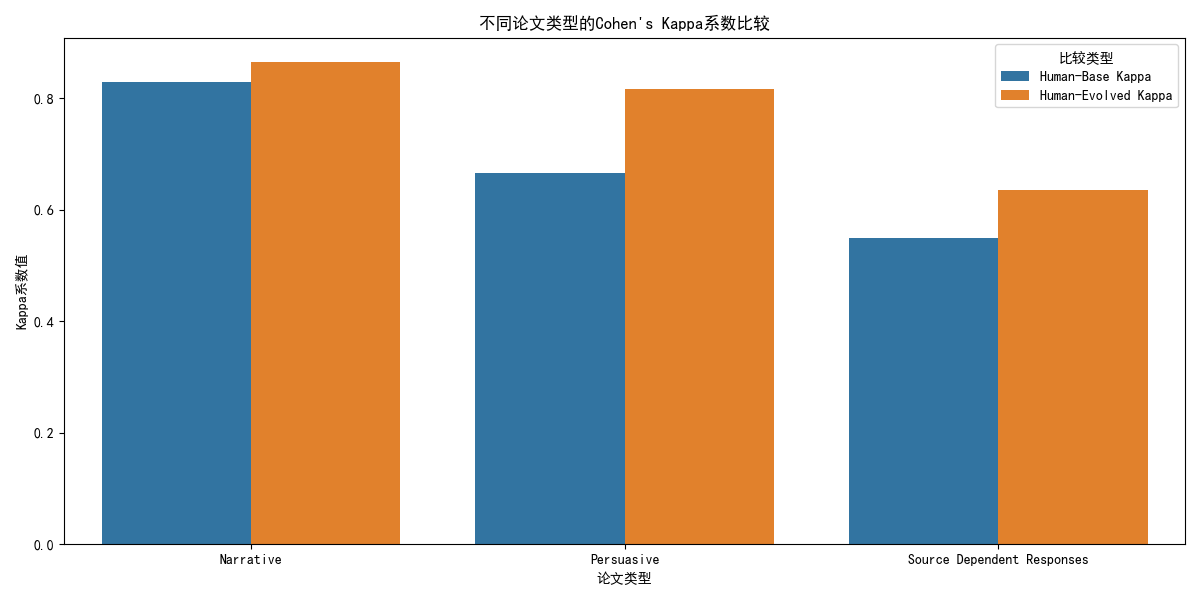 不同论文类型的Cohen's Kappa系数比较
比较类型
Human-Base Kappa
Human-Evolved Kappa
Kappa系数值
0.8
0.6
0.4
0.2
0.0
Narrative
Persuasive
Source Dependent Responses
论文类型